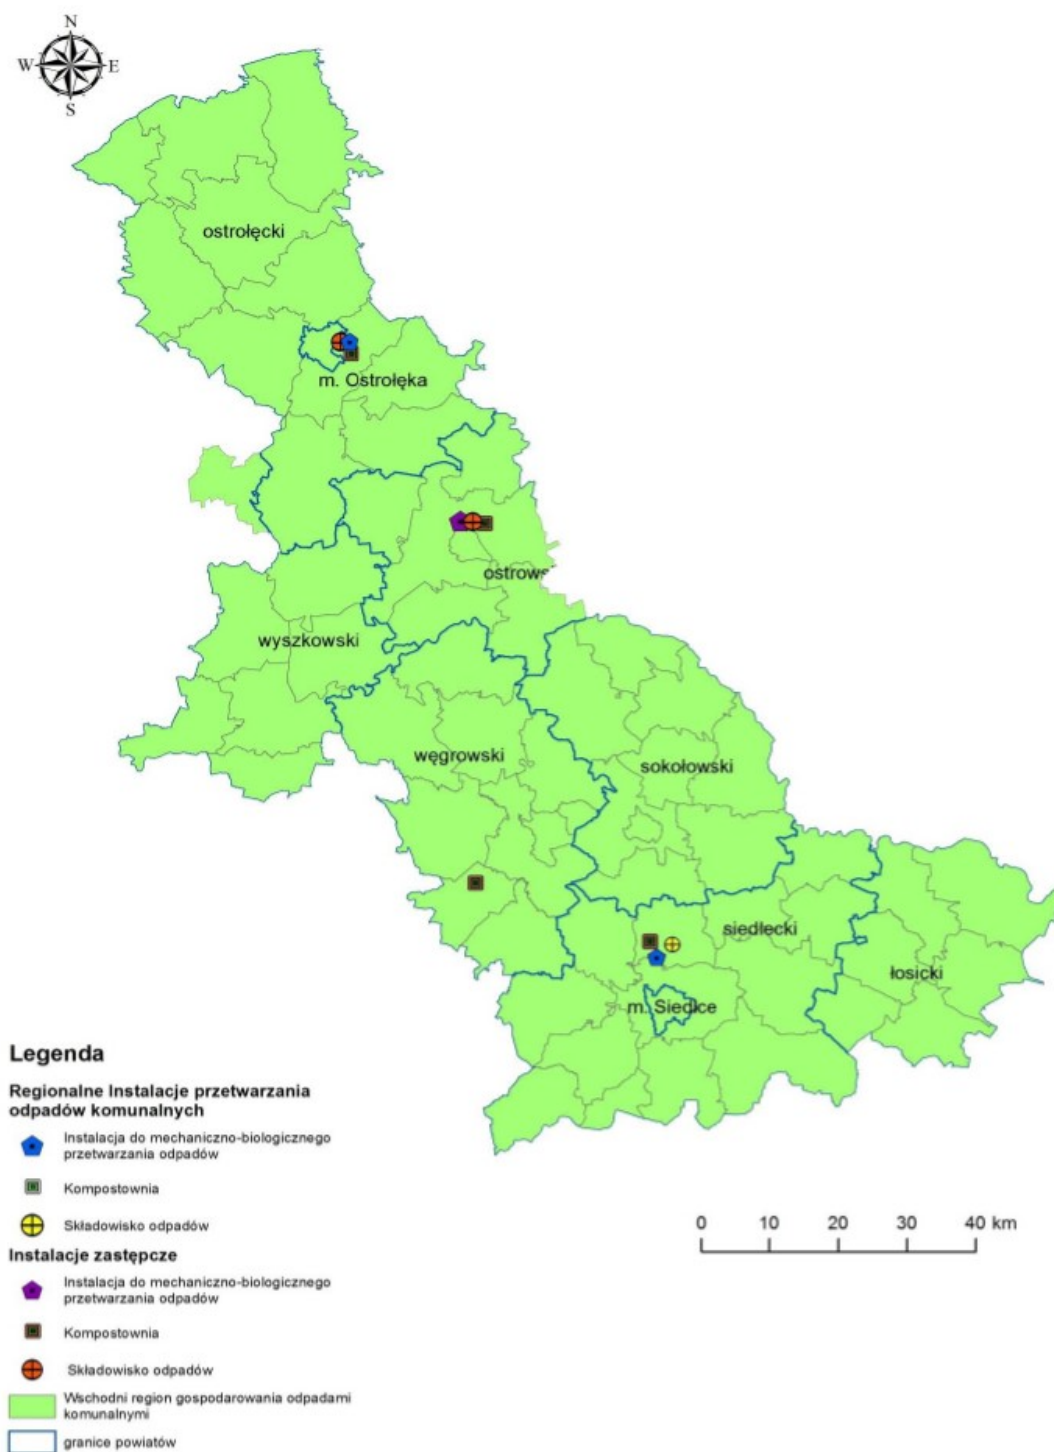 N
W E
S
ostrołęcki
m. Ostrołęka
ostrows
wyszkowski
węgrowski
sokołowski
siedlecki
łosicki
m. Siedlce
Legenda
Regionalne Instalacje przetwarzania
odpadów komunalnych
Instalacja do mechaniczno-biologicznego
przetwarzania odpadów
Kompostownia
Składowisko odpadów
Instalacje zastępcze
Instalacja do mechaniczno-biologicznego
przetwarzania odpadów
Kompostownia
Składowisko odpadów
Wschodni region gospodarowania odpadami
komunalnymi
granice powiatów
0 10 20 30 40 km